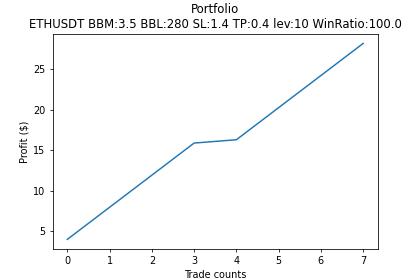 Portfolio
ETHUSDT BBM:3.5 BBL:280 SL:1.4 TP:0.4 lev:10 WinRatio:100.0
25
20
15
10
5
Profit ($)
0 1 2 3 4 5 6 7
Trade counts